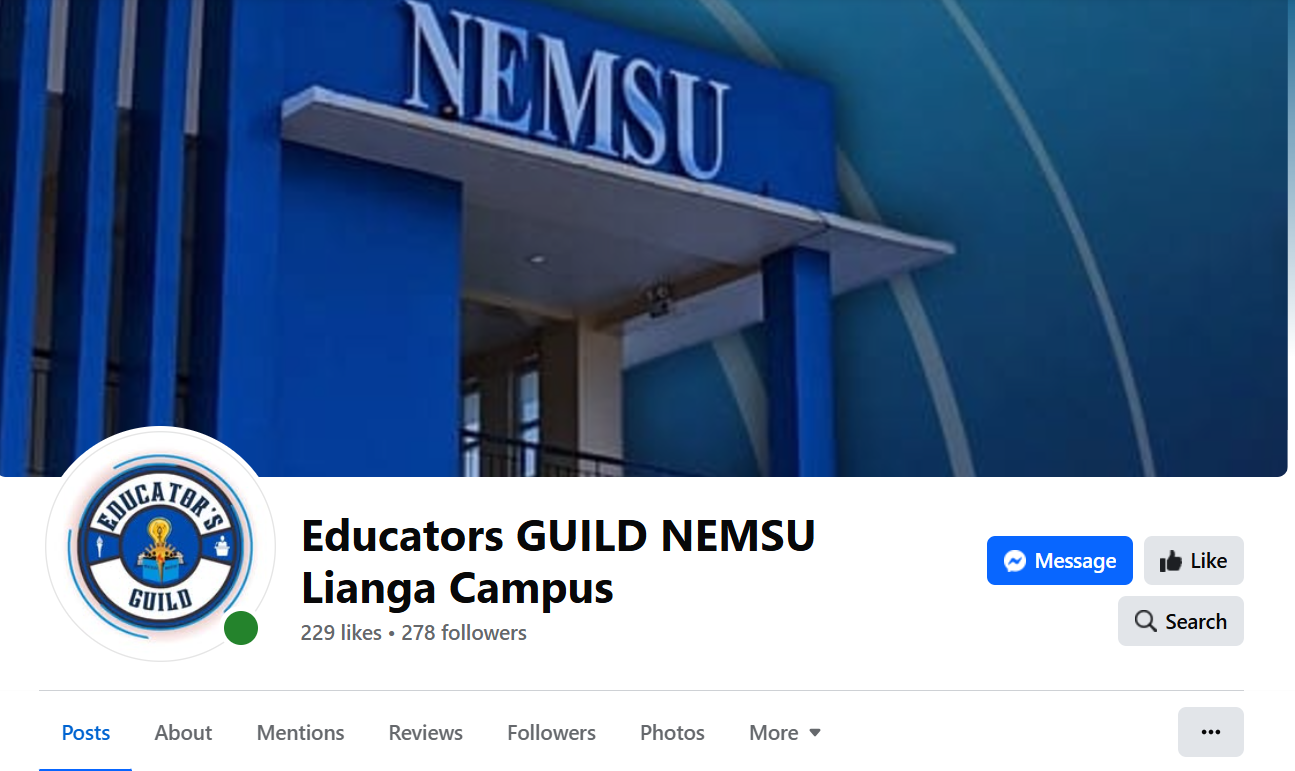 NEMSU
EDUCATOR'S
GUILD
Educators GUILD NEMSU
Lianga Campus
229 likes • 278 followers
Message
Like
Search
Posts
About
Mentions
Reviews
Followers
Photos
More